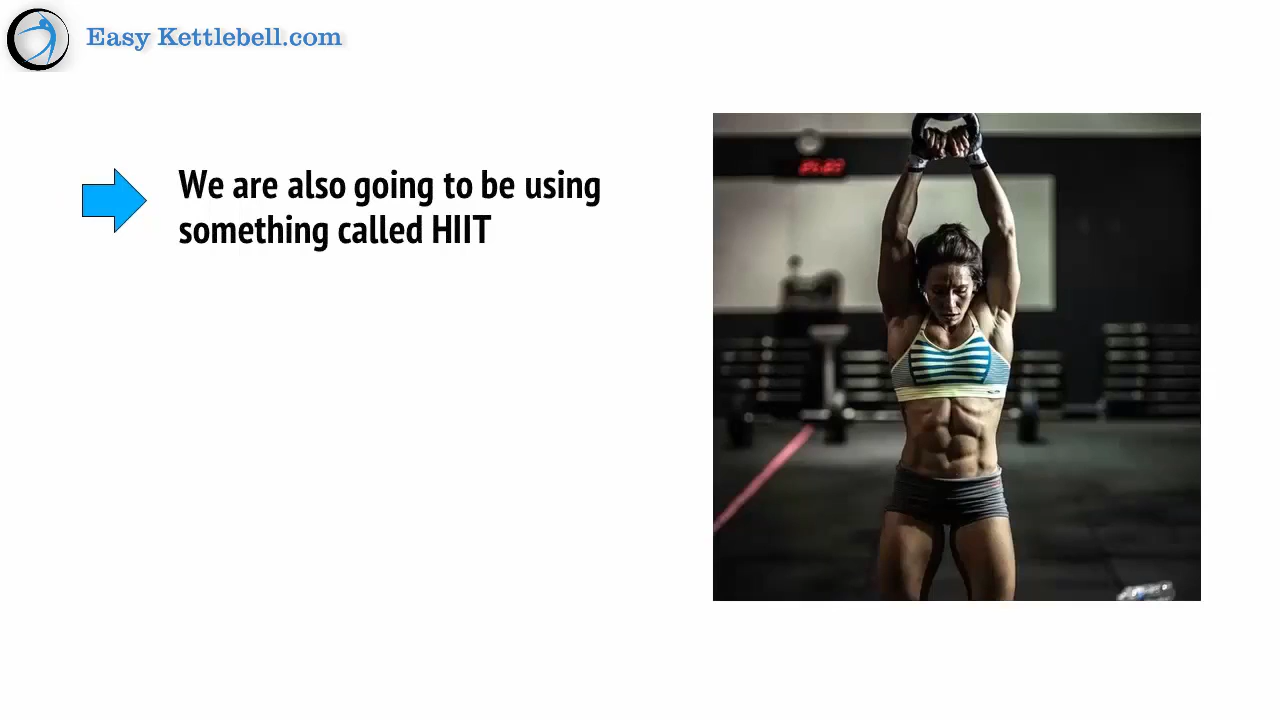 Easy Kettlebell.com
We are also going to be using
something called HIIT